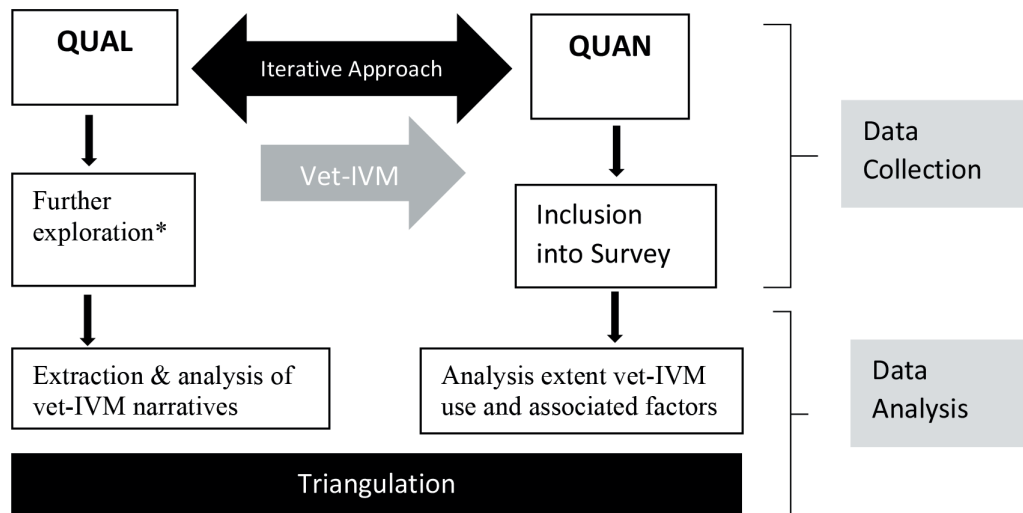 QUAL
Iterative Approach
QUAN
Vet-IVM
Data
Collection
Further
exploration*
Inclusion
into Survey
Extraction & analysis of
vet-IVM narratives
Analysis extent vet-IVM
use and associated factors
Data
Analysis
Triangulation